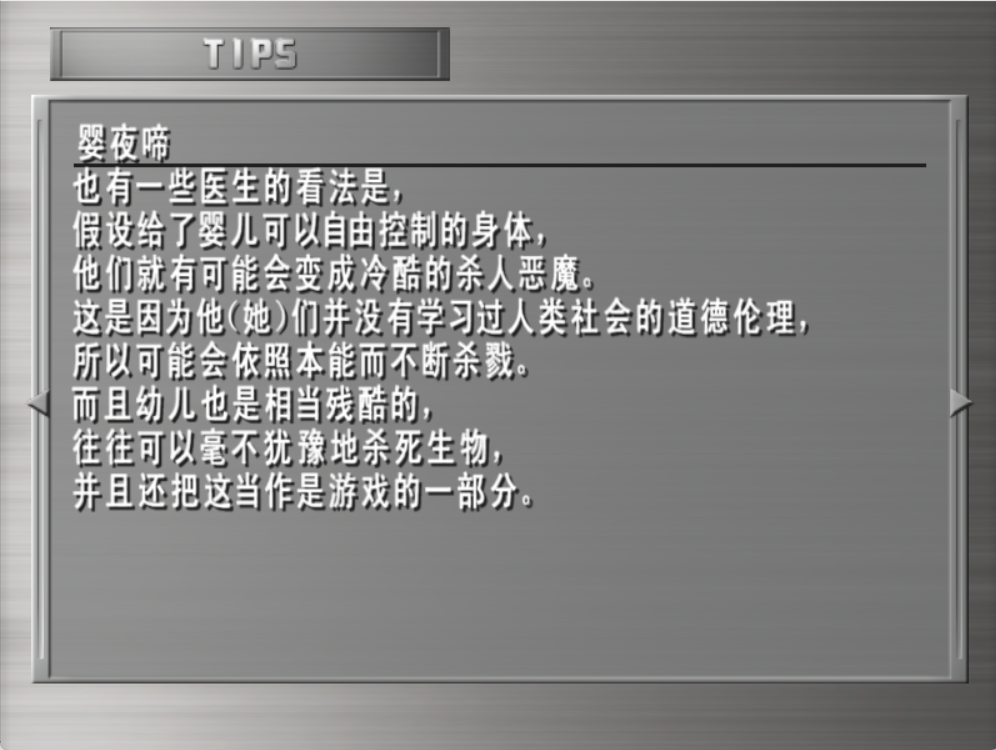 TIPS
婴夜啼
也有一些医生的看法是，
假设给了婴儿可以自由控制的身体，
他们就有可能会变成冷酷的杀人恶魔。
这是因为他(她)们并没有学习过人类社会的道德伦理，
所以可能会依照本能而不断杀戮。
而且幼儿也是相当残酷的，
往往可以毫不犹豫地杀死生物，
并且还把这当作是游戏的一部分。